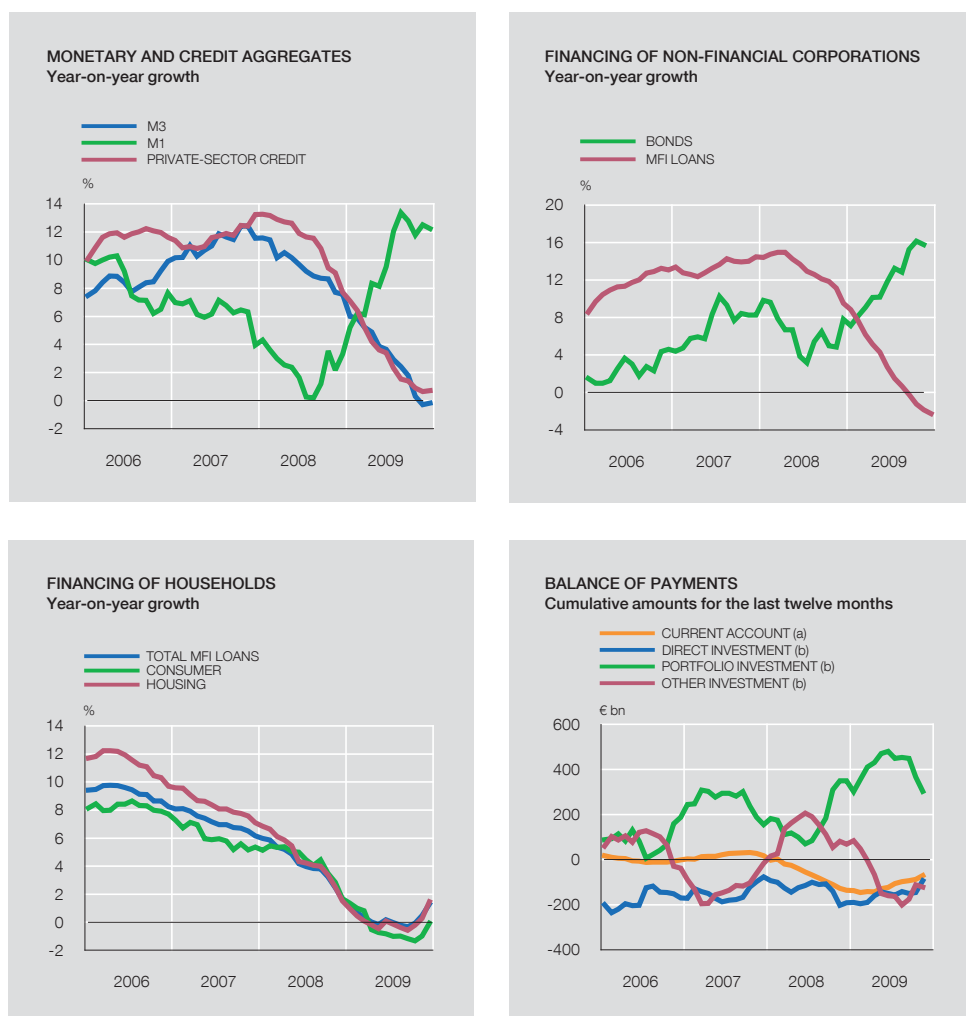 MONETARY AND CREDIT AGGREGATES
Year-on-year growth
M3
M1
PRIVATE-SECTOR CREDIT
%
14
12
10
8
6
4
2
0
-2
2006 2007 2008 2009
FINANCING OF NON-FINANCIAL CORPORATIONS
Year-on-year growth
BONDS
MFI LOANS
%
20
16
12
8
4
0
-4
2006 2007 2008 2009
FINANCING OF HOUSEHOLDS
Year-on-year growth
TOTAL MFI LOANS
CONSUMER
HOUSING
%
14
12
10
8
6
4
2
0
-2
2006 2007 2008 2009
BALANCE OF PAYMENTS
Cumulative amounts for the last twelve months
CURRENT ACCOUNT (a)
DIRECT INVESTMENT (b)
PORTFOLIO INVESTMENT (b)
OTHER INVESTMENT (b)
€ bn
600
400
200
0
-200
-400
2006 2007 2008 2009